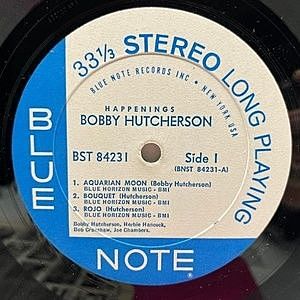 33⅓ STEREO LONG PLAYING
BLUE NOTE RECORDS INC • NEW YORK USA
HAPPENINGS
BOBBY HUTCHERSON
BST 84231 Side 1
(BNST 84231-A)
1. AQUARIAN MOON (Bobby Hutcherson)
BLUE HORIZON MUSIC - BMI
2. BOUQUET (Hutcherson)
BLUE HORIZON MUSIC - BMI
3. ROJO (Hutcherson)
BLUE HORIZON MUSIC - BMI
Bobby Hutcherson, Herbie Hancock,
Bob Cranshaw, Joe Chambers.
BLUE
NOTE®